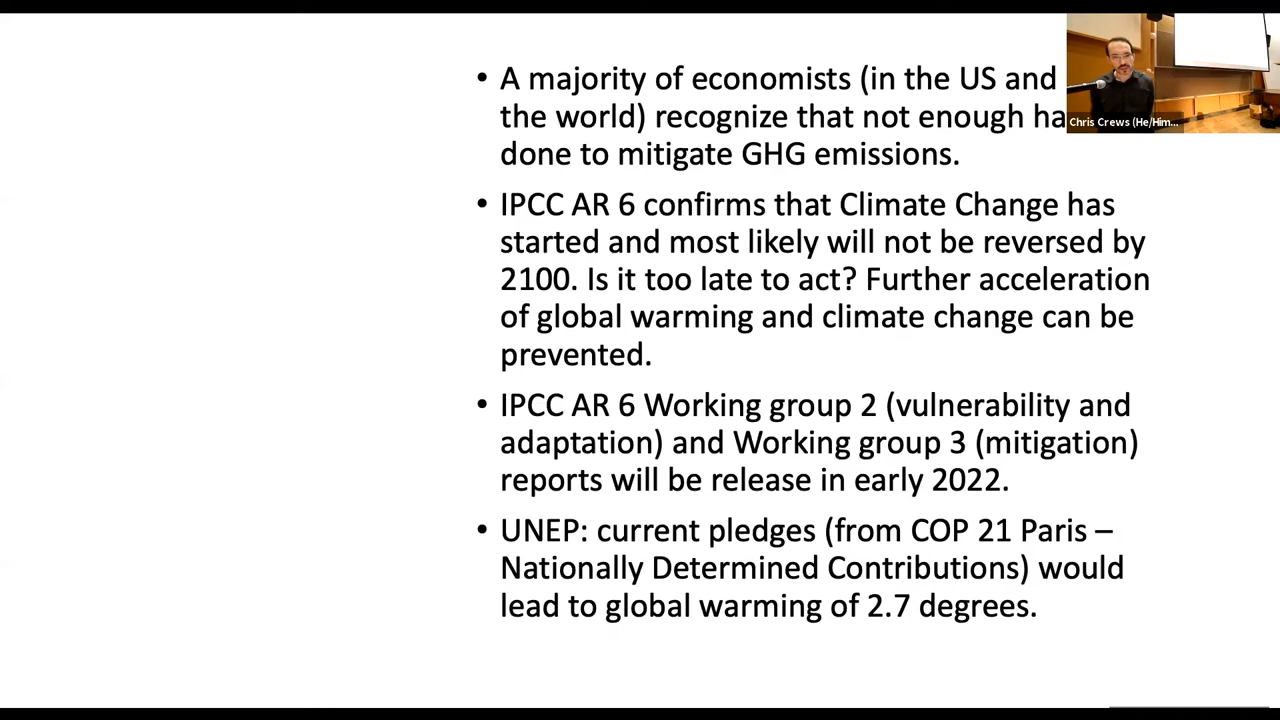 • A majority of economists (in the US and
the world) recognize that not enough ha
done to mitigate GHG emissions.
• IPCC AR 6 confirms that Climate Change has
started and most likely will not be reversed by
2100. Is it too late to act? Further acceleration
of global warming and climate change can be
prevented.
• IPCC AR 6 Working group 2 (vulnerability and
adaptation) and Working group 3 (mitigation)
reports will be release in early 2022.
• UNEP: current pledges (from COP 21 Paris –
Nationally Determined Contributions) would
lead to global warming of 2.7 degrees.
Chris Crews (He/Him...